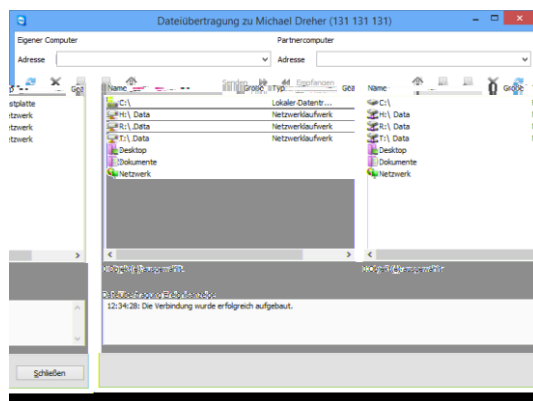 Dateiübertragung zu Michael Dreher (131 131 131)
Eigener Computer
Partnercomputer
Adresse
Adresse
Senden
Empfangen
Name
Größe
Typ
Name
Größe
stplatte
C:\
Lokaler Datentr...
C:\
tzwerk
H:\ Data
Netzwerklaufwerk
H:\ Data
tzwerk
R:\ Data
Netzwerklaufwerk
R:\ Data
tzwerk
T:\ Data
Netzwerklaufwerk
T:\ Data
Desktop
Desktop
Dokumente
Dokumente
Netzwerk
Netzwerk
12:34:28: Die Verbindung wurde erfolgreich aufgebaut.
Schließen